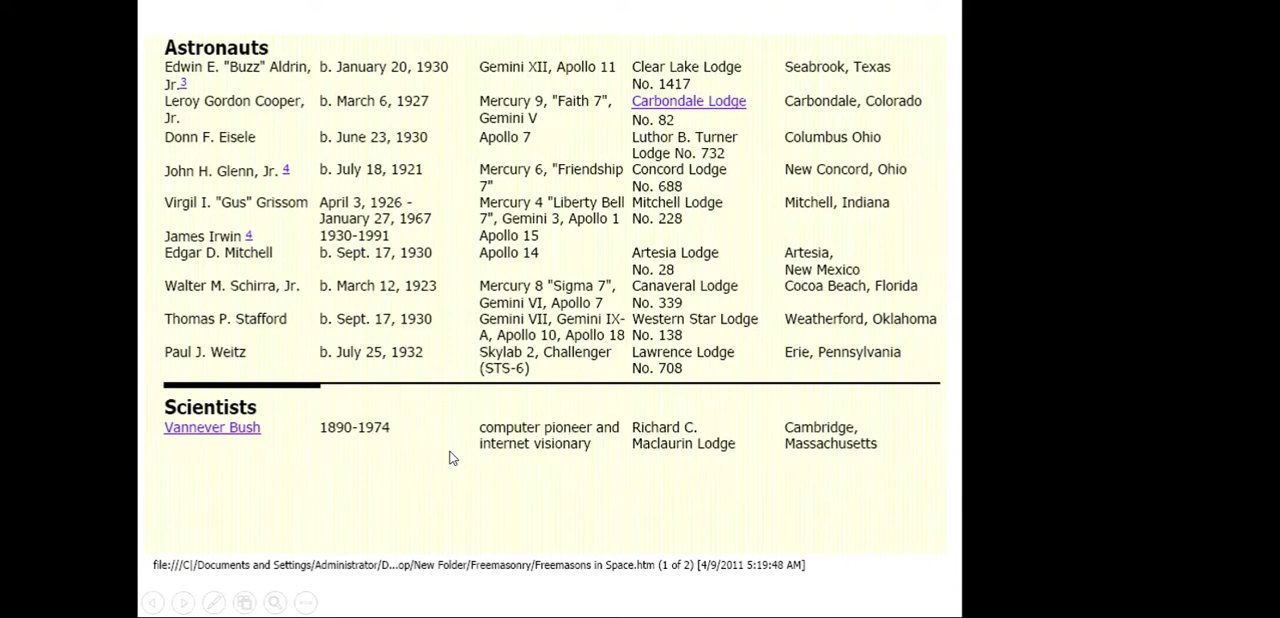 Astronauts
Edwin E. "Buzz" Aldrin, b. January 20, 1930 Gemini XII, Apollo 11 Clear Lake Lodge Seabrook, Texas
Jr.3 No. 1417
Leroy Gordon Cooper, b. March 6, 1927 Mercury 9, "Faith 7", Carbondale Lodge Carbondale, Colorado
Jr. Gemini V No. 82
Donn F. Eisele b. June 23, 1930 Apollo 7 Luthor B. Turner Columbus Ohio
Lodge No. 732
John H. Glenn, Jr. 4 b. July 18, 1921 Mercury 6, "Friendship Concord Lodge New Concord, Ohio
7" No. 688
Virgil I. "Gus" Grissom April 3, 1926 - Mercury 4 "Liberty Bell Mitchell Lodge Mitchell, Indiana
January 27, 1967 7", Gemini 3, Apollo 1 No. 228
James Irwin 4 1930-1991 Apollo 15
Edgar D. Mitchell b. Sept. 17, 1930 Apollo 14 Artesia Lodge Artesia,
No. 28 New Mexico
Walter M. Schirra, Jr. b. March 12, 1923 Mercury 8 "Sigma 7", Canaveral Lodge Cocoa Beach, Florida
Gemini VI, Apollo 7 No. 339
Thomas P. Stafford b. Sept. 17, 1930 Gemini VII, Gemini IX- Western Star Lodge Weatherford, Oklahoma
A, Apollo 10, Apollo 18 No. 138
Paul J. Weitz b. July 25, 1932 Skylab 2, Challenger Lawrence Lodge Erie, Pennsylvania
(STS-6) No. 708
Scientists
Vannever Bush 1890-1974 computer pioneer and Richard C. Cambridge,
internet visionary Maclaurin Lodge Massachusetts
file:///C|/Documents and Settings/Administrator/D...op/New Folder/Freemasonry/Freemasons in Space.htm (1 of 2) [4/9/2011 5:19:48 AM]